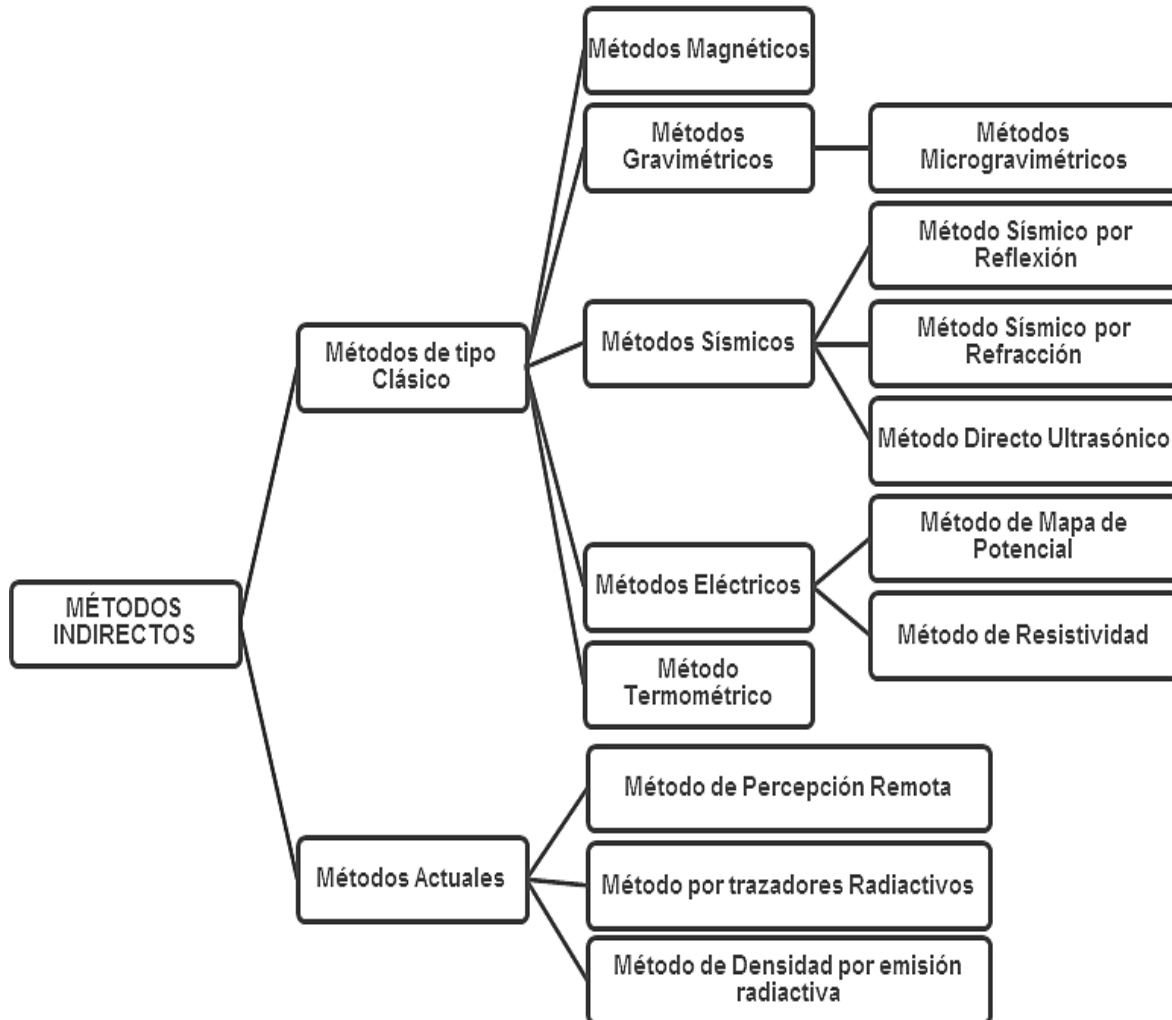 Métodos Magnéticos
Métodos
Gravimétricos
Métodos
Microgravimétricos
Método Sísmico por
Reflexión
Métodos de tipo
Clásico
Métodos Sísmicos
Método Sísmico por
Refracción
Método Directo Ultrasónico
Método de Mapa de
Potencial
MÉTODOS
INDIRECTOS
Métodos Eléctricos
Método de Resistividad
Método
Termométrico
Método de Percepción Remota
Métodos Actuales
Método por trazadores Radiactivos
Método de Densidad por emisión
radiactiva